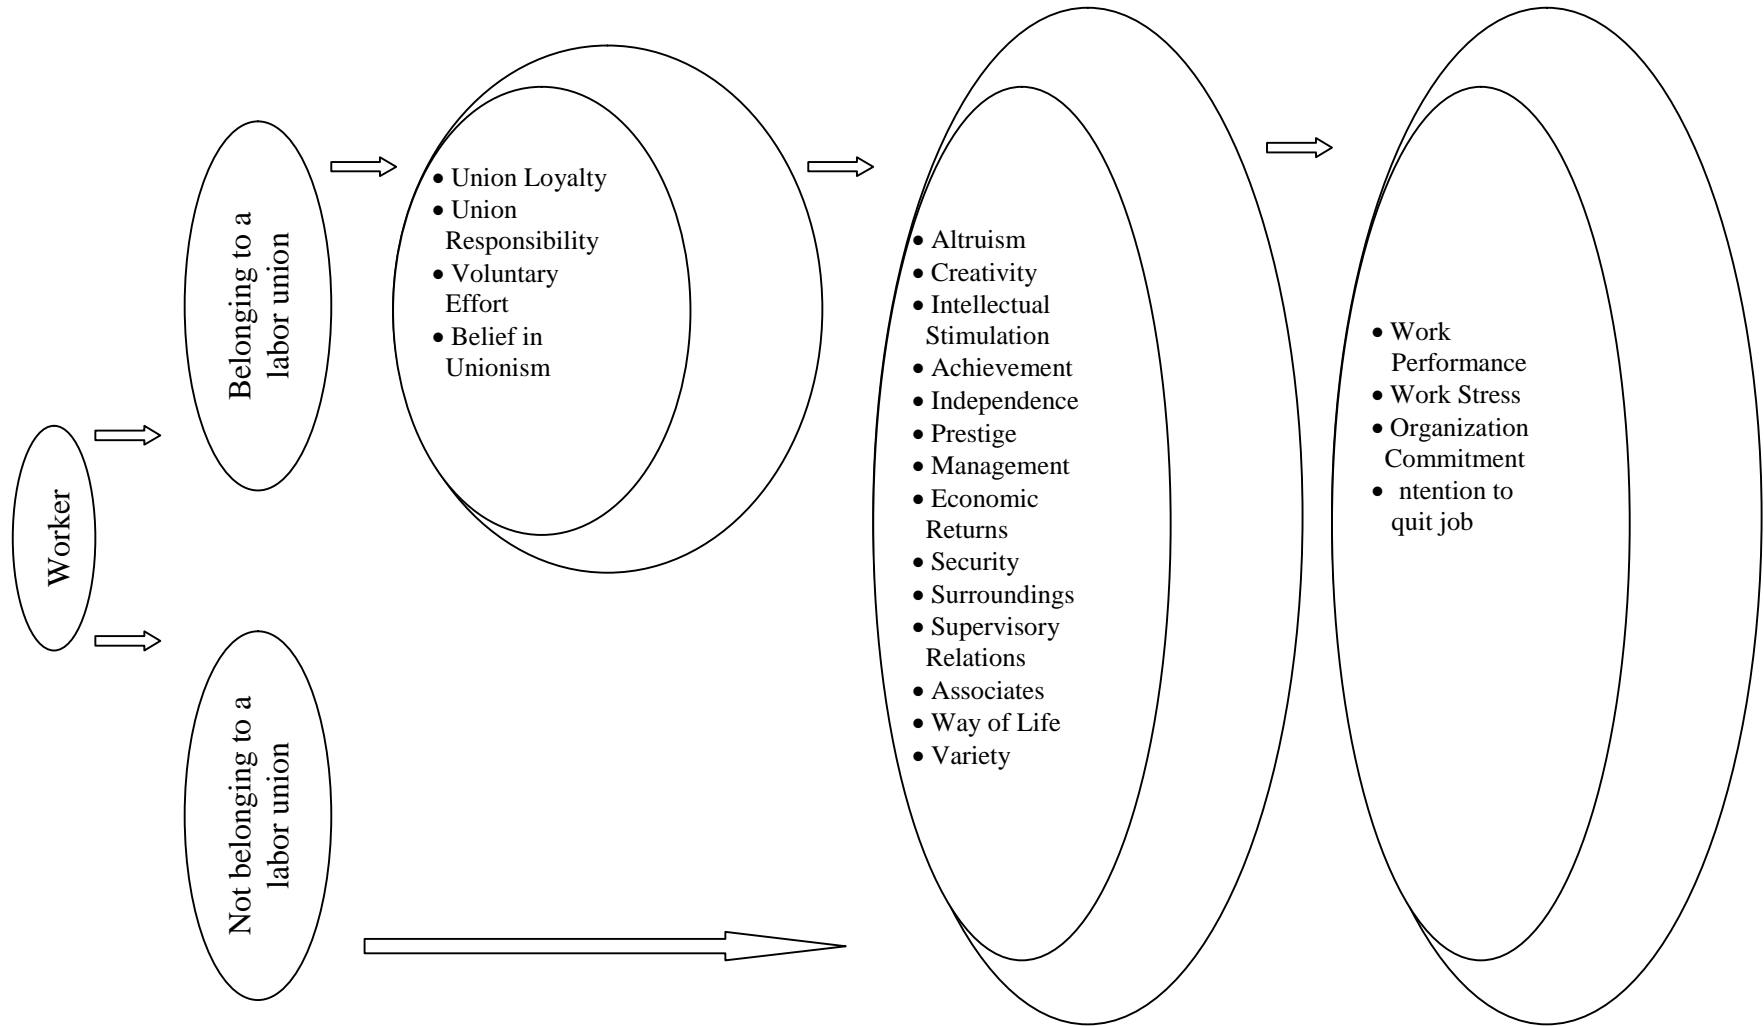 Worker
Belonging to a
labor union
Not belonging to a
labor union
• Union Loyalty
• Union
Responsibility
• Voluntary
Effort
• Belief in
Unionism
• Altruism
• Creativity
• Intellectual
Stimulation
• Achievement
• Independence
• Prestige
• Management
• Economic
Returns
• Security
• Surroundings
• Supervisory
Relations
• Associates
• Way of Life
• Variety
• Work
Performance
• Work Stress
• Organization
Commitment
• ntention to
quit job